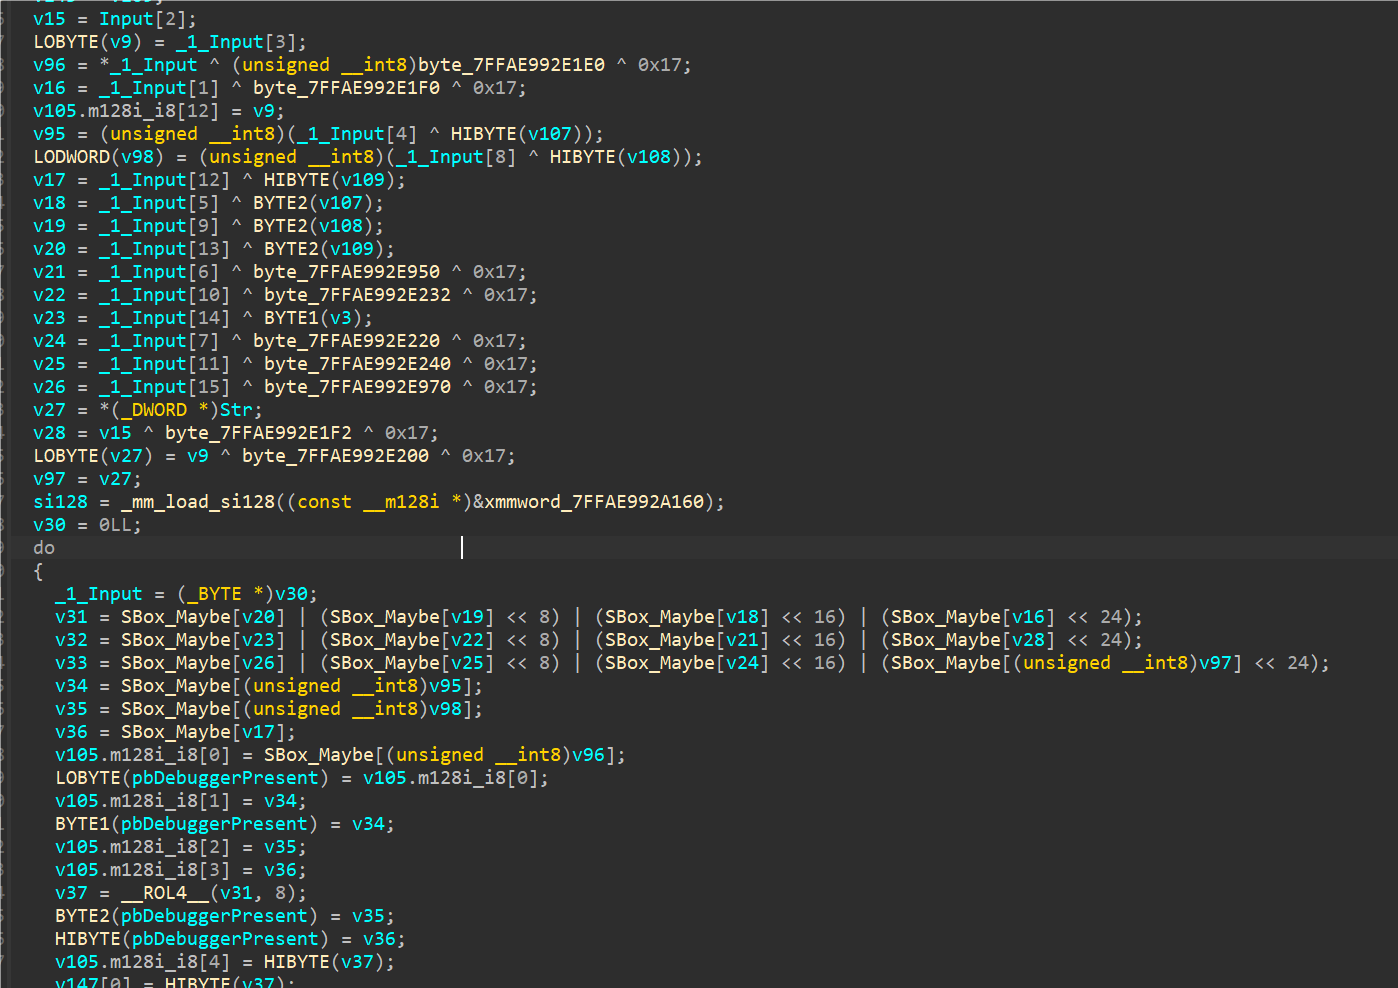 v15 = Input[2];
LOBYTE(v9) = _1_Input[3];
v96 = *_1_Input ^ (unsigned __int8)byte_7FFAE992E1E0 ^ 0x17;
v16 = _1_Input[1] ^ byte_7FFAE992E1F0 ^ 0x17;
v105.m128i_i8[12] = v9;
v95 = (unsigned __int8)(_1_Input[4] ^ HIBYTE(v107));
LODWORD(v98) = (unsigned __int8)(_1_Input[8] ^ HIBYTE(v108));
v17 = _1_Input[12] ^ HIBYTE(v109);
v18 = _1_Input[5] ^ BYTE2(v107);
v19 = _1_Input[9] ^ BYTE2(v108);
v20 = _1_Input[13] ^ BYTE2(v109);
v21 = _1_Input[6] ^ byte_7FFAE992E950 ^ 0x17;
v22 = _1_Input[10] ^ byte_7FFAE992E232 ^ 0x17;
v23 = _1_Input[14] ^ BYTE1(v3);
v24 = _1_Input[7] ^ byte_7FFAE992E220 ^ 0x17;
v25 = _1_Input[11] ^ byte_7FFAE992E240 ^ 0x17;
v26 = _1_Input[15] ^ byte_7FFAE992E970 ^ 0x17;
v27 = *(_DWORD *)Str;
v28 = v15 ^ byte_7FFAE992E1F2 ^ 0x17;
LOBYTE(v27) = v9 ^ byte_7FFAE992E200 ^ 0x17;
v97 = v27;
si128 = _mm_load_si128((const __m128i *)&xmmword_7FFAE992A160);
v30 = 0LL;
do
{
_1_Input = (_BYTE *)v30;
v31 = SBox_Maybe[v20] | (SBox_Maybe[v19] << 8) | (SBox_Maybe[v18] << 16) | (SBox_Maybe[v16] << 24);
v32 = SBox_Maybe[v23] | (SBox_Maybe[v22] << 8) | (SBox_Maybe[v21] << 16) | (SBox_Maybe[v28] << 24);
v33 = SBox_Maybe[v26] | (SBox_Maybe[v25] << 8) | (SBox_Maybe[v24] << 16) | (SBox_Maybe[(unsigned __int8)v97] << 24);
v34 = SBox_Maybe[(unsigned __int8)v95];
v35 = SBox_Maybe[(unsigned __int8)v98];
v36 = SBox_Maybe[v17];
v105.m128i_i8[0] = SBox_Maybe[(unsigned __int8)v96];
LOBYTE(pbDebuggerPresent) = v105.m128i_i8[0];
v105.m128i_i8[1] = v34;
BYTE1(pbDebuggerPresent) = v34;
v105.m128i_i8[2] = v35;
v105.m128i_i8[3] = v36;
v37 = __ROL4__(v31, 8);
BYTE2(pbDebuggerPresent) = v35;
HIBYTE(pbDebuggerPresent) = v36;
v105.m128i_i8[4] = HIBYTE(v37);
v147[0] = HIBYTE(v37);